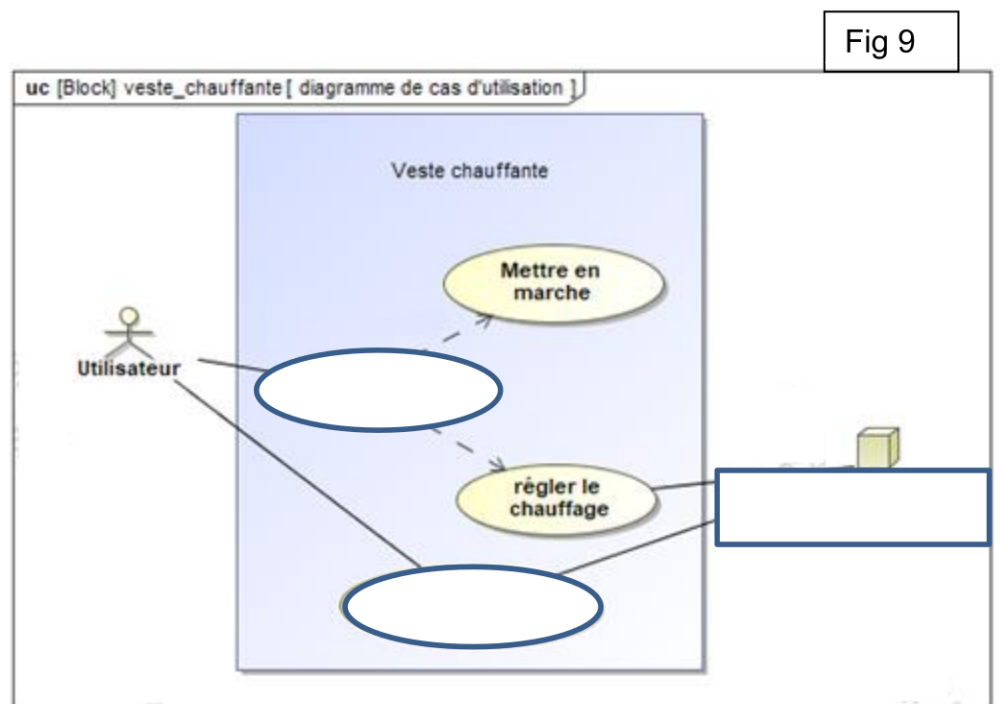 Fig 9
uc [Block] veste_chauffante [ diagramme de cas d'utilisation ]
Veste chauffante
Mettre en
marche
Utilisateur
régler le
chauffage